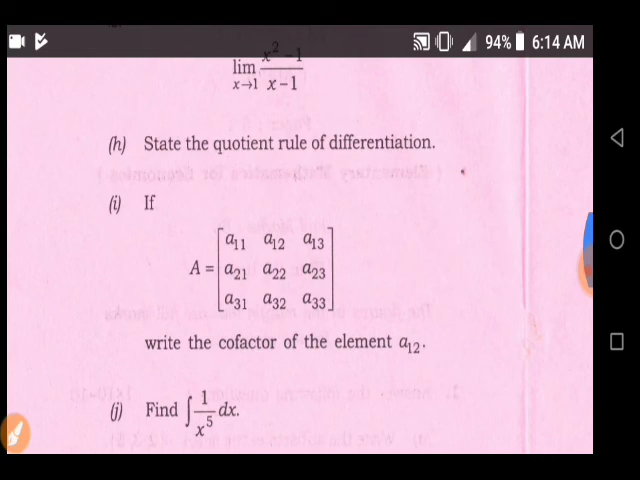 94% 6:14 AM
lim x→1 x² −1 / x−1
(h) State the quotient rule of differentiation.
(i) If
A = [ a₁₁ a₁₂ a₁₃
a₂₁ a₂₂ a₂₃
a₃₁ a₃₂ a₃₃ ]
write the cofactor of the element a₁₂.
(j) Find ∫ 1/x⁵ dx.